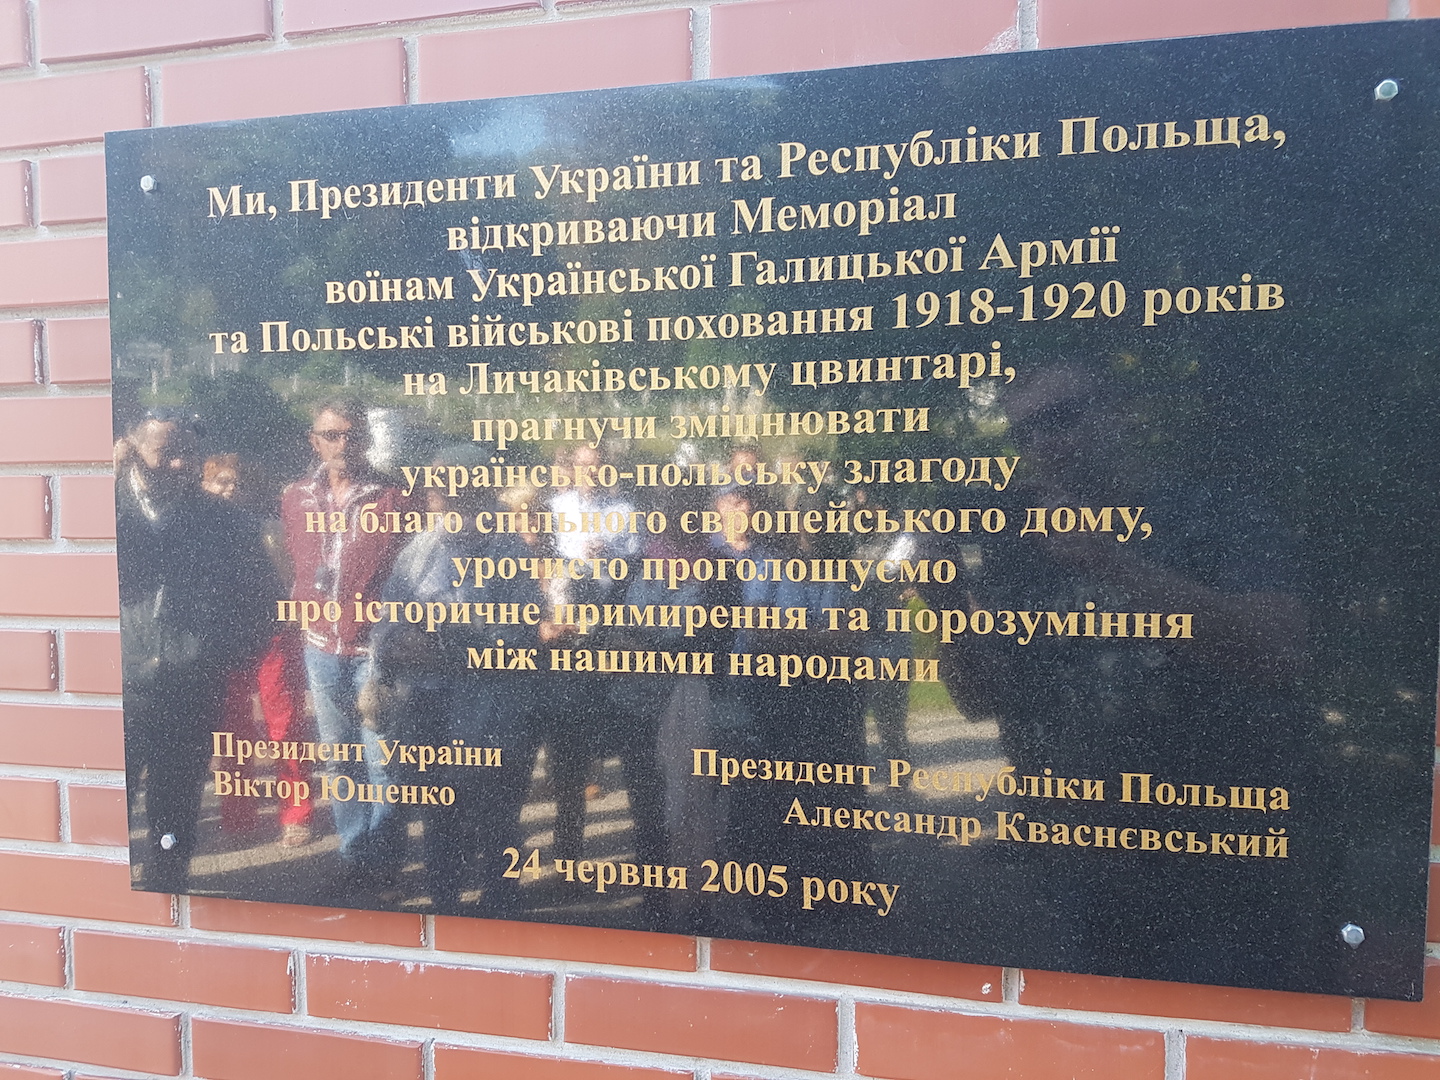 Ми, Президенти України та Республіки Польща,
відкриваючи Меморіал
воїнам Української Галицької Армії
та Польські військові поховання 1918-1920 років
на Личаківському цвинтарі,
прагнучи зміцнювати
українсько-польську злагоду
на благо спільного європейського дому,
урочисто проголошуємо
про історичне примирення та порозуміння
між нашими народами
Президент України
Віктор Ющенко
Президент Республіки Польща
Александр Кваснєвський
24 червня 2005 року